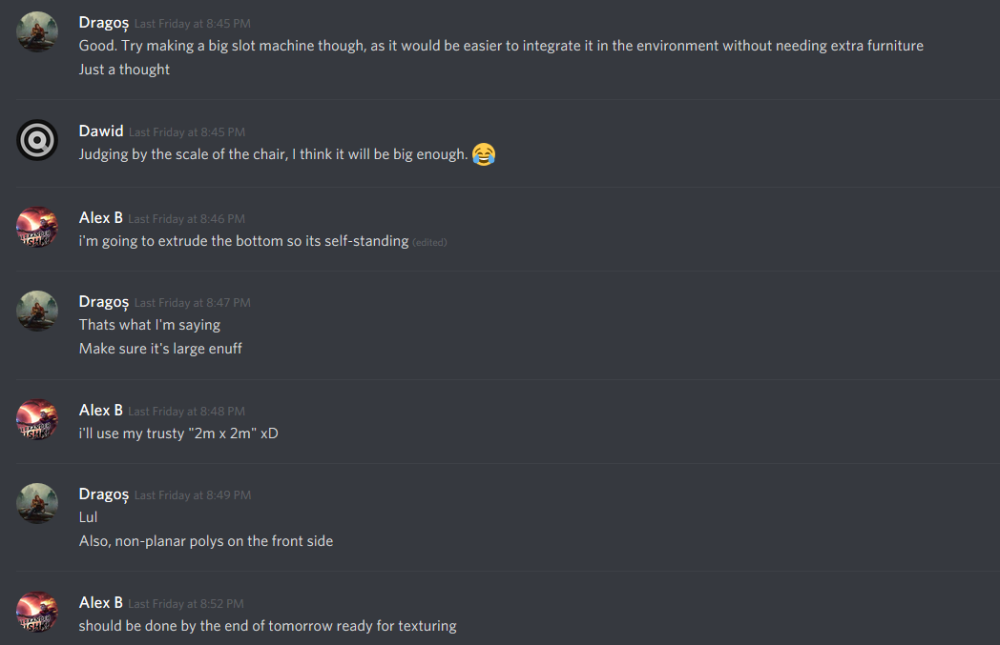 Dragoș Last Friday at 8:45 PM
Good. Try making a big slot machine though, as it would be easier to integrate it in the environment without needing extra furniture
Just a thought
Dawid Last Friday at 8:45 PM
Judging by the scale of the chair, I think it will be big enough. 😂
Alex B Last Friday at 8:46 PM
i'm going to extrude the bottom so its self-standing (edited)
Dragoș Last Friday at 8:47 PM
Thats what I'm saying
Make sure it's large enuff
Alex B Last Friday at 8:48 PM
i'll use my trusty "2m x 2m" xD
Dragoș Last Friday at 8:49 PM
Lul
Also, non-planar polys on the front side
Alex B Last Friday at 8:52 PM
should be done by the end of tomorrow ready for texturing